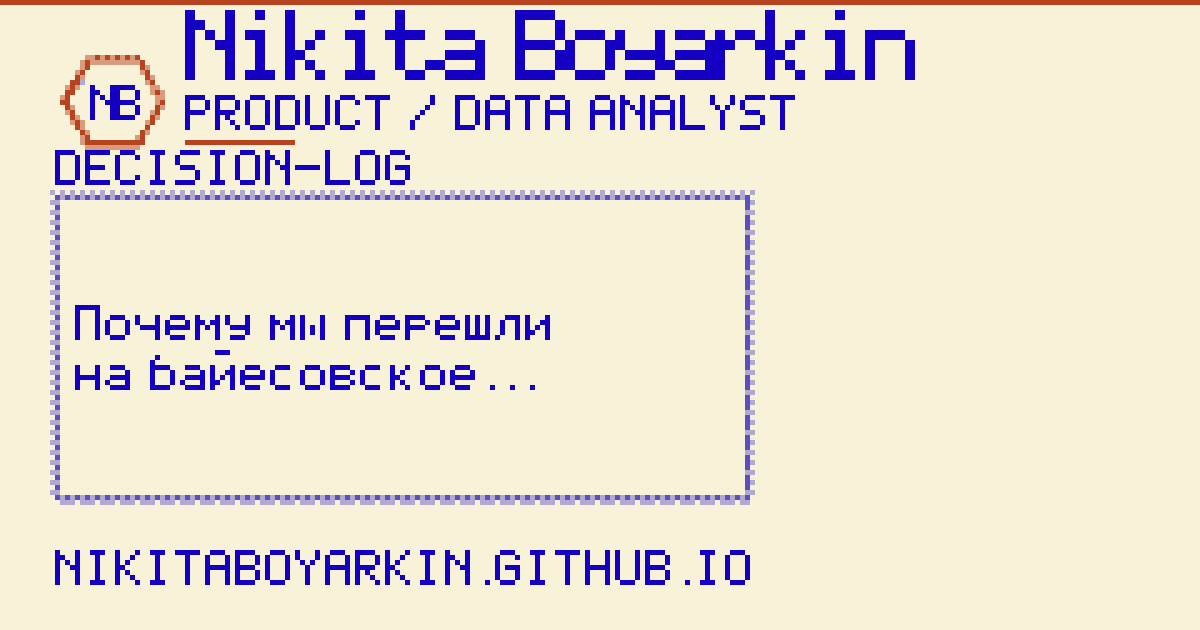 Nikita Boyarkin
NB
PRODUCT / DATA ANALYST
DECISION-LOG
Почему мы перешли
на байесовское...
NIKITABOYARKIN.GITHUB.IO